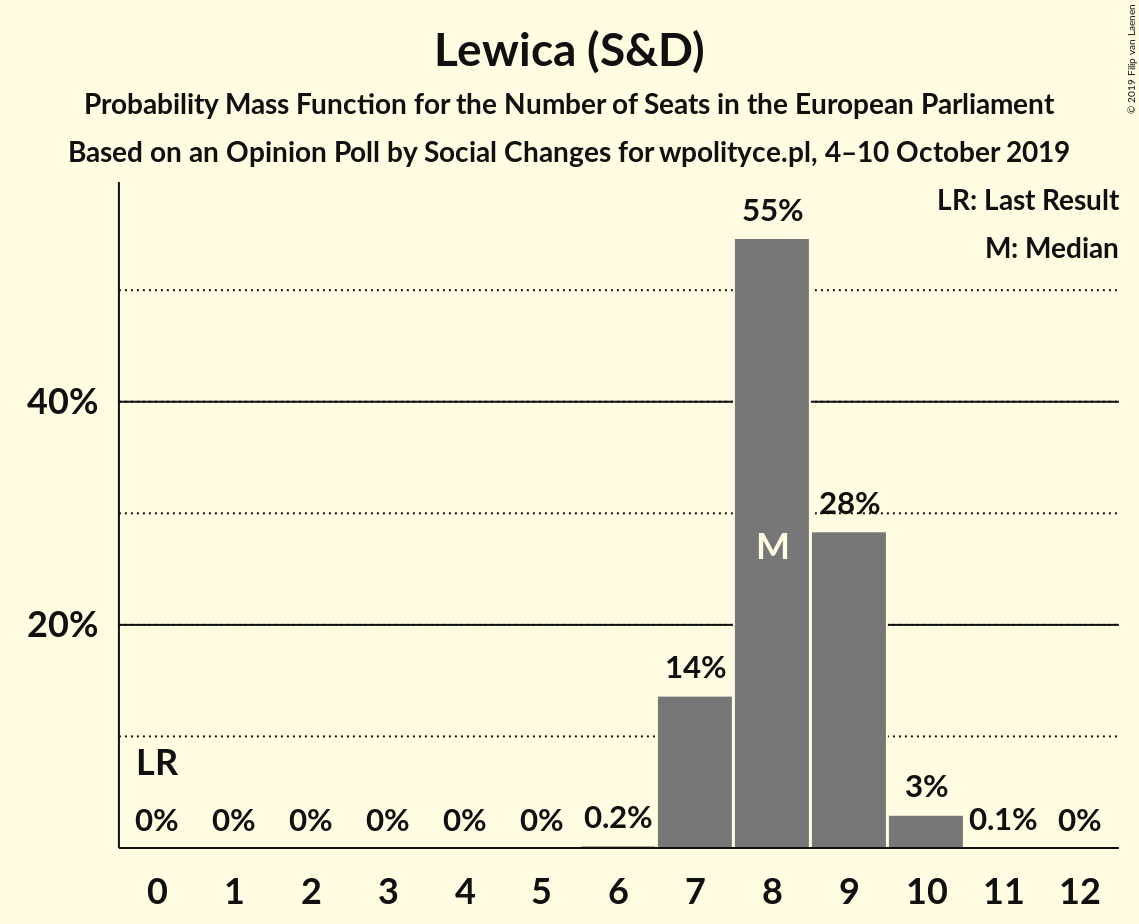 Lewica (S&D)
Probability Mass Function for the Number of Seats in the European Parliament
Based on an Opinion Poll by Social Changes for wpolityce.pl, 4–10 October 2019
© 2019 Filip van Laenen
LR: Last Result
M: Median
55%
40%
28%
M
20%
14%
LR
3%
0% 0% 0% 0% 0% 0% 0.2% 0.1% 0%
0 1 2 3 4 5 6 7 8 9 10 11 12